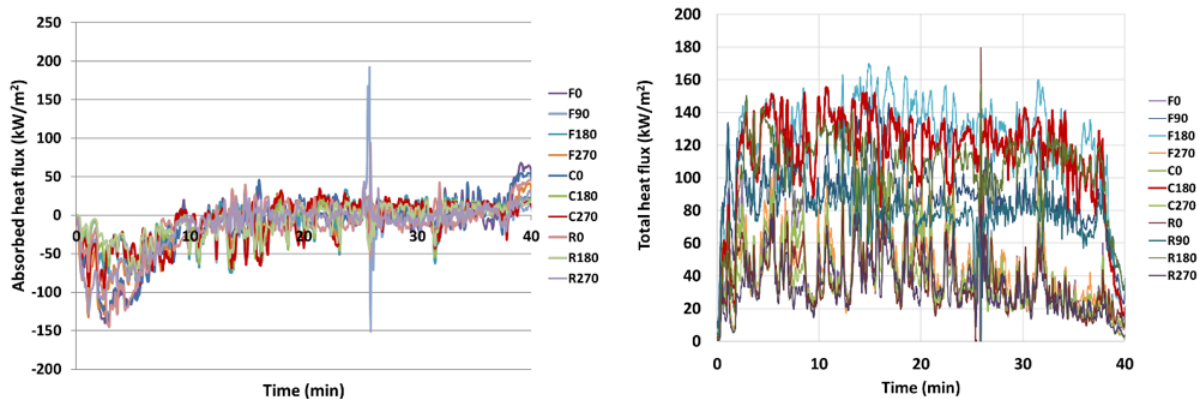 250
200
150
100
50
0
-50
-100
-150
-200
Absorbed heat flux (kW/m²)
0
10
20
30
40
Time (min)
F0
F90
F180
F270
C0
C180
C270
R0
R180
R270
200
180
160
140
120
100
80
60
40
20
0
Total heat flux (kW/m²)
0
10
20
30
40
Time (min)
F0
F90
F180
F270
C0
C180
C270
R0
R90
R180
R270